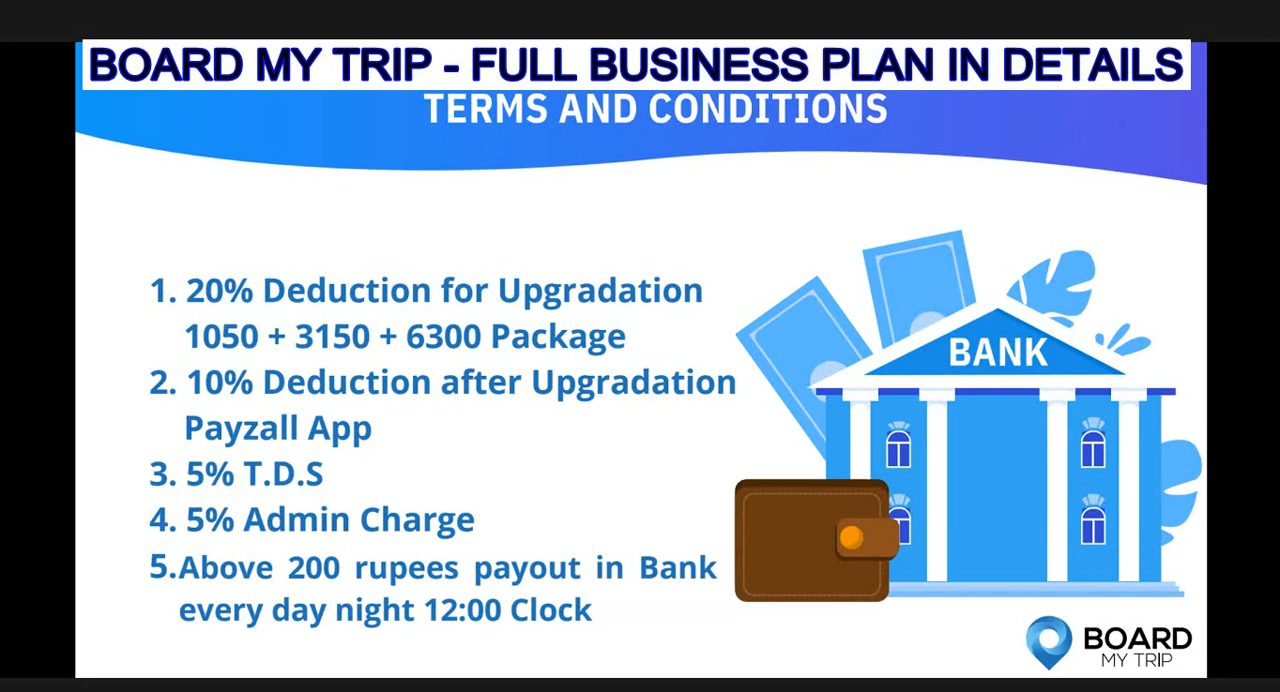 BOARD MY TRIP - FULL BUSINESS PLAN IN DETAILS
TERMS AND CONDITIONS
1. 20% Deduction for Upgradation
1050 + 3150 + 6300 Package
2. 10% Deduction after Upgradation
Payzall App
3. 5% T.D.S
4. 5% Admin Charge
5.Above 200 rupees payout in Bank
every day night 12:00 Clock
BANK
BOARD
MY TRIP